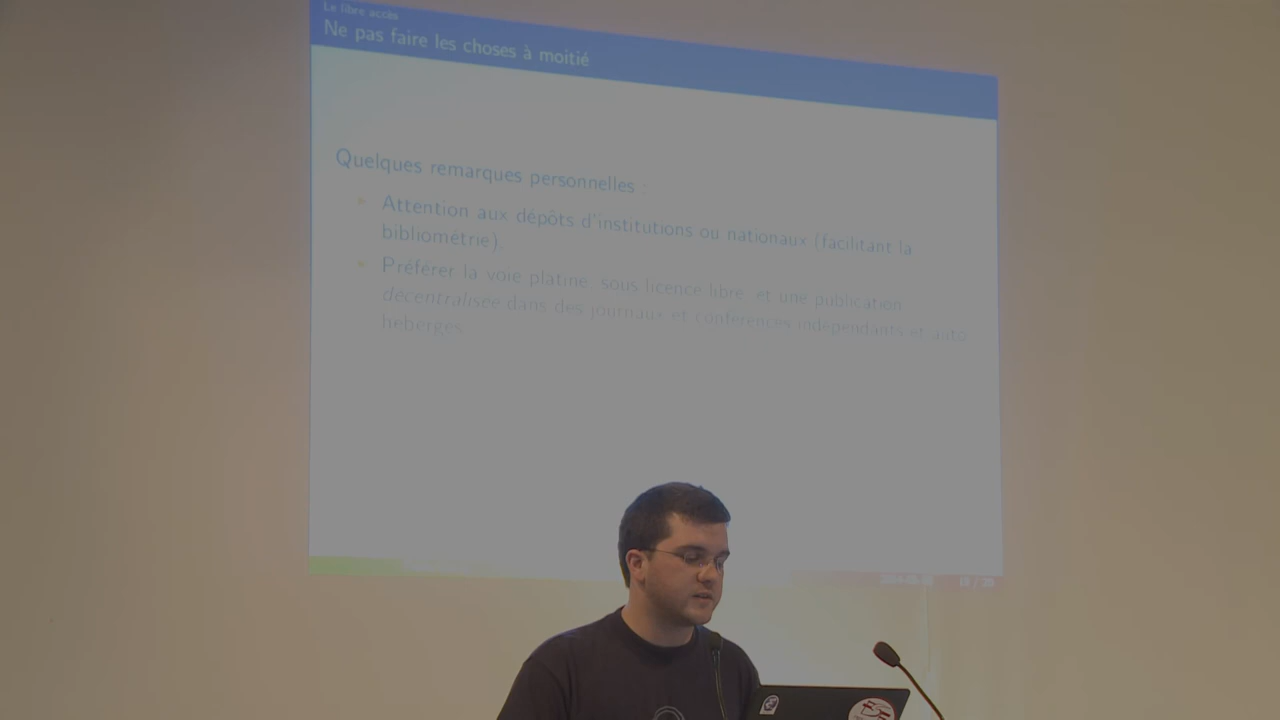 Le libre accès
Ne pas faire les choses à moitié
Quelques remarques personnelles :
Attention aux dépôts d'institutions ou nationaux (facilitant la
bibliométrie).
Préférer la voie platine, sous licence libre, et une publication
décentralisée dans des journaux et conférences indépendants et auto-
hébergés